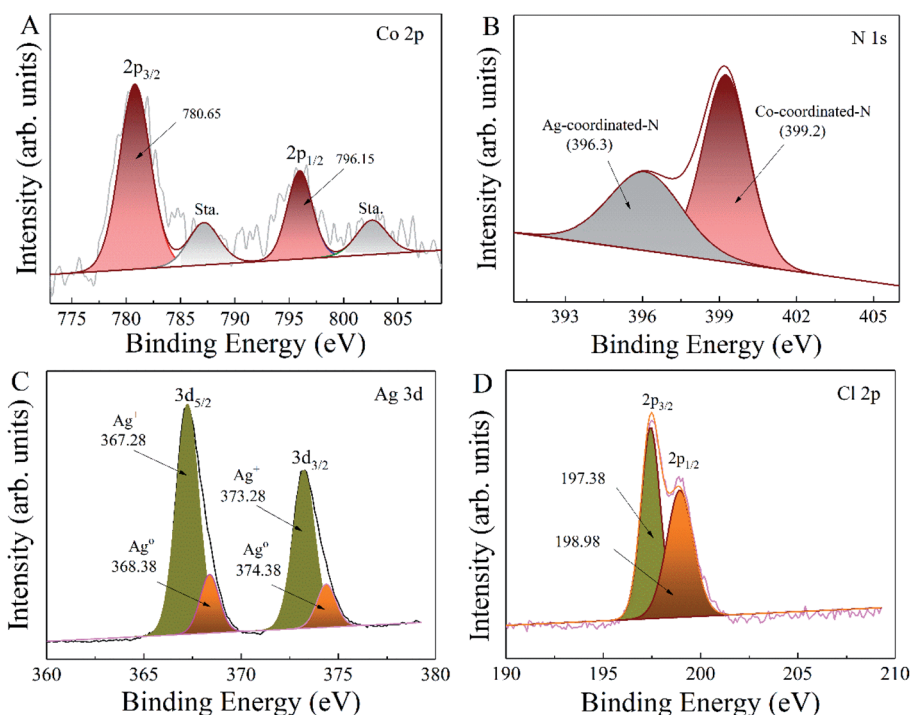 A
Co 2p
2p3/2
780.65
2p1/2
796.15
Sta.
Sta.
Intensity (arb. units)
775 780 785 790 795 800 805
Binding Energy (eV)
B
N 1s
Ag-coordinated-N
(396.3)
Co-coordinated-N
(399.2)
Intensity (arb. units)
393 396 399 402 405
Binding Energy (eV)
C
Ag 3d
3d5/2
Ag+
367.28
3d3/2
Ag+
373.28
Ago
368.38
Ago
374.38
Intensity (arb. units)
360 365 370 375 380
Binding Energy (eV)
D
Cl 2p
2p3/2
2p1/2
197.38
198.98
Intensity (arb. units)
190 195 200 205 210
Binding Energy (eV)